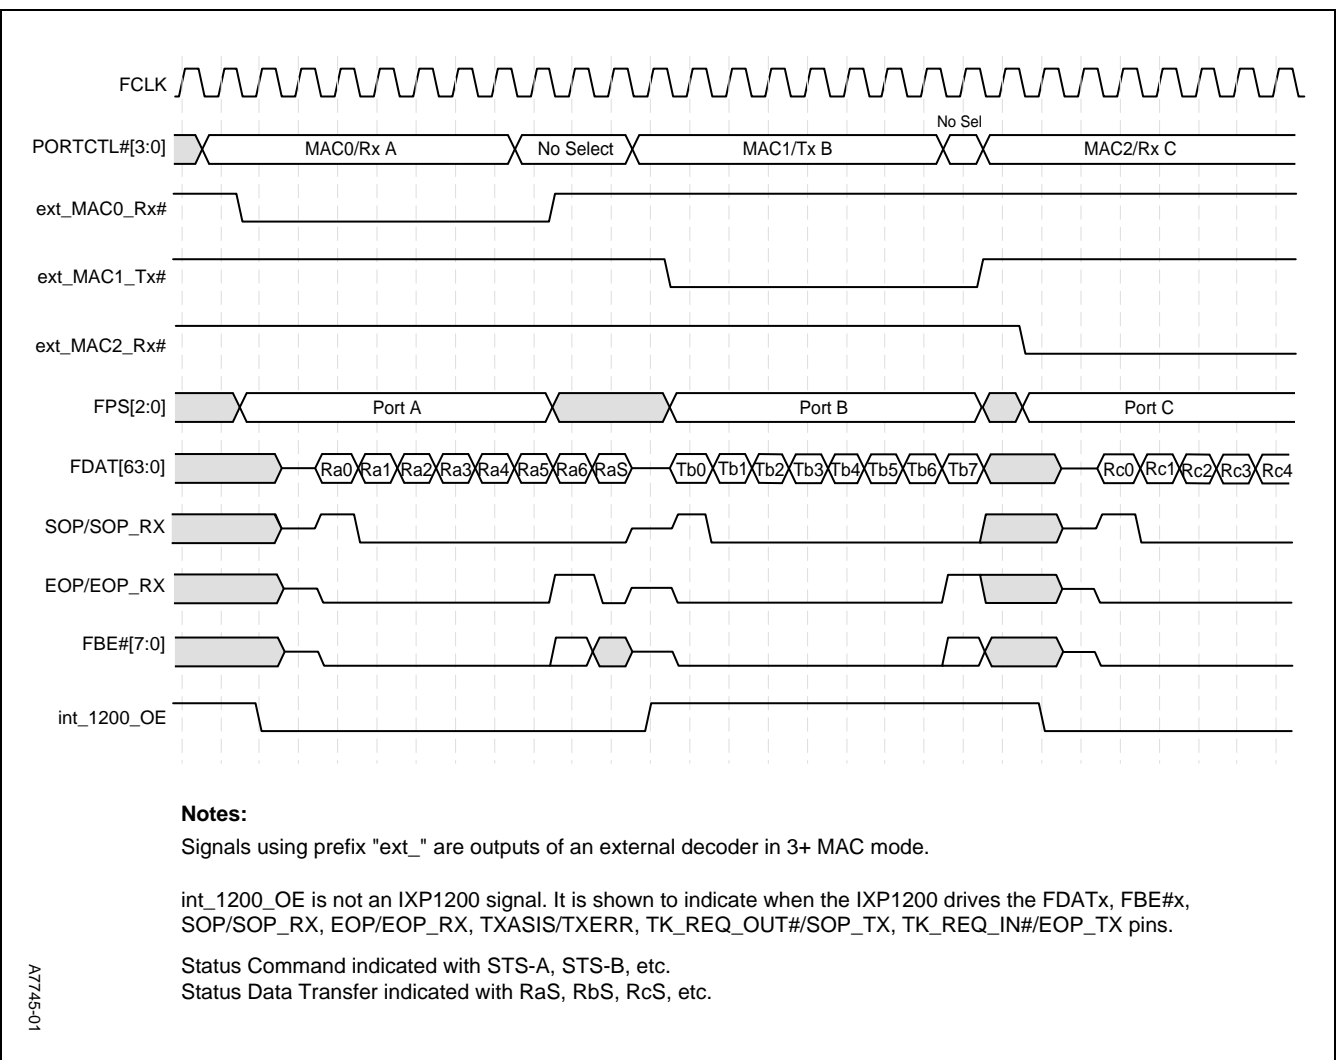 FCLK
No Sel
PORTCTL#[3:0] MAC0/Rx A No Select MAC1/Tx B MAC2/Rx C
ext_MAC0_Rx#
ext_MAC1_Tx#
ext_MAC2_Rx#
FPS[2:0] Port A Port B Port C
FDAT[63:0] Ra0 Ra1 Ra2 Ra3 Ra4 Ra5 Ra6 RaS Tb0 Tb1 Tb2 Tb3 Tb4 Tb5 Tb6 Tb7 Rc0 Rc1 Rc2 Rc3 Rc4
SOP/SOP_RX
EOP/EOP_RX
FBE#[7:0]
int_1200_OE
Notes:
Signals using prefix "ext_" are outputs of an external decoder in 3+ MAC mode.
int_1200_OE is not an IXP1200 signal. It is shown to indicate when the IXP1200 drives the FDATx, FBE#x,
SOP/SOP_RX, EOP/EOP_RX, TXASIS/TXERR, TK_REQ_OUT#/SOP_TX, TK_REQ_IN#/EOP_TX pins.
Status Command indicated with STS-A, STS-B, etc.
Status Data Transfer indicated with RaS, RbS, RcS, etc.
A7745-01